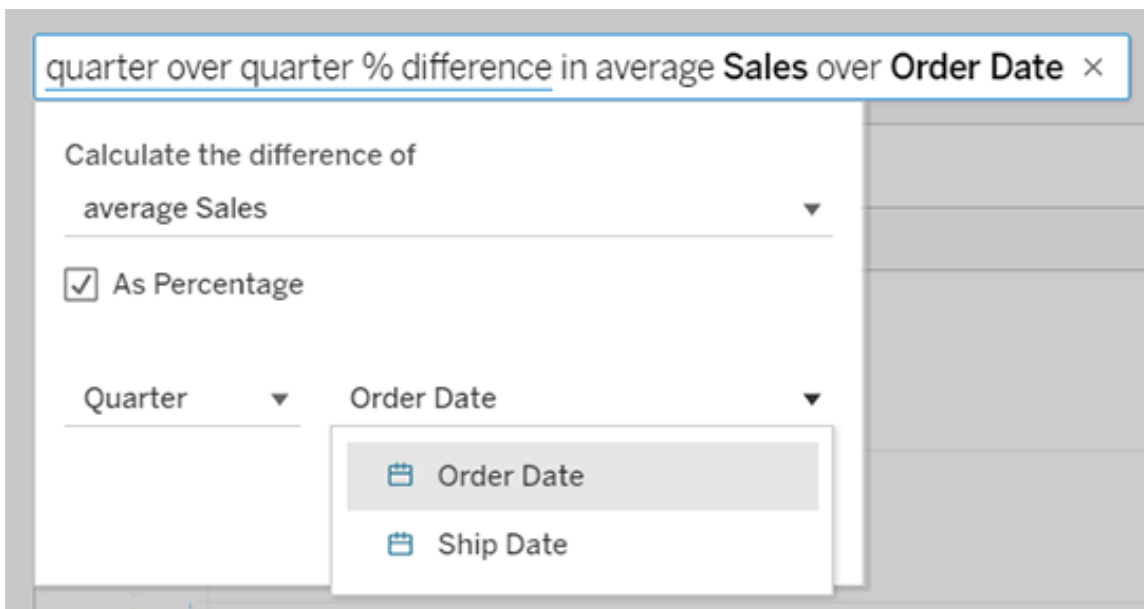 quarter over quarter % difference in average Sales over Order Date ×
Calculate the difference of
average Sales
As Percentage
Quarter Order Date
Order Date
Ship Date